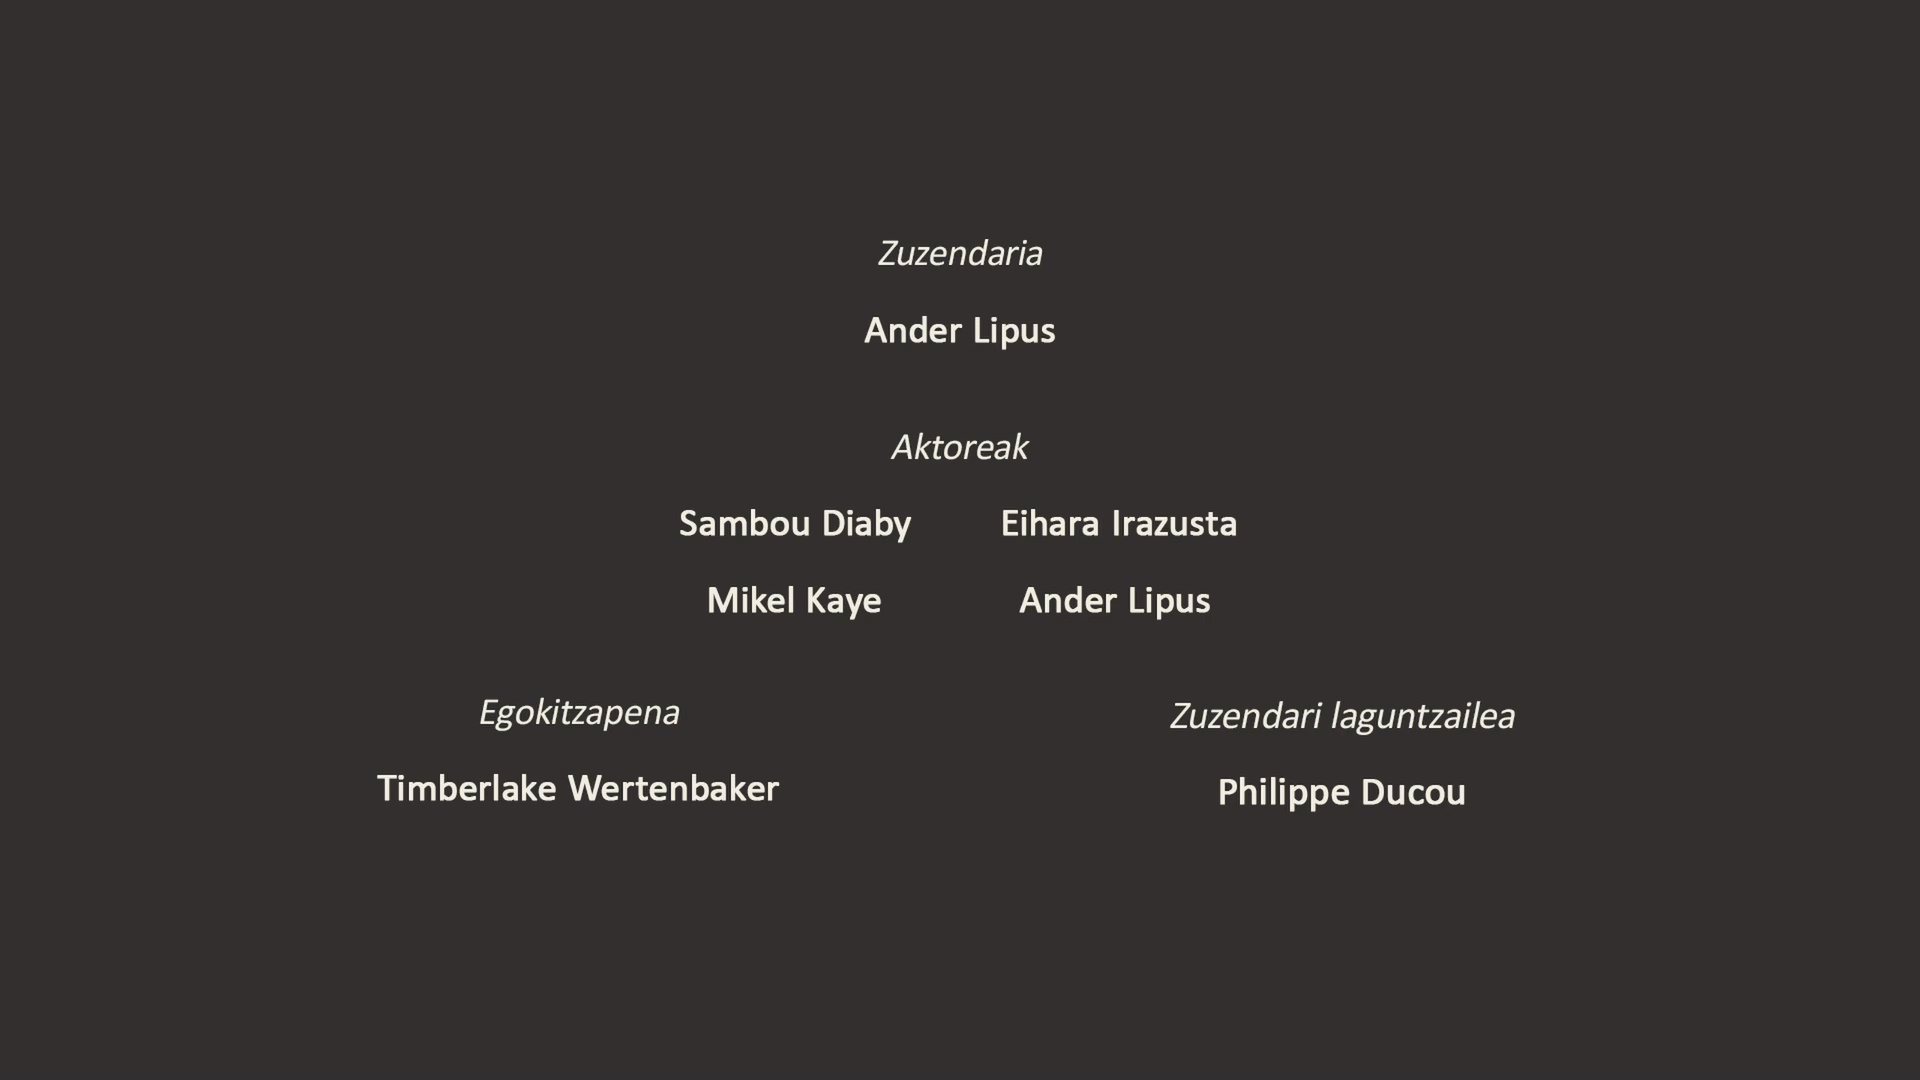 Zuzendaria
Ander Lipus
Aktoreak
Sambou Diaby Eihara Irazusta
Mikel Kaye Ander Lipus
Egokitzapena
Timberlake Wertenbaker
Zuzendari laguntzailea
Philippe Ducou